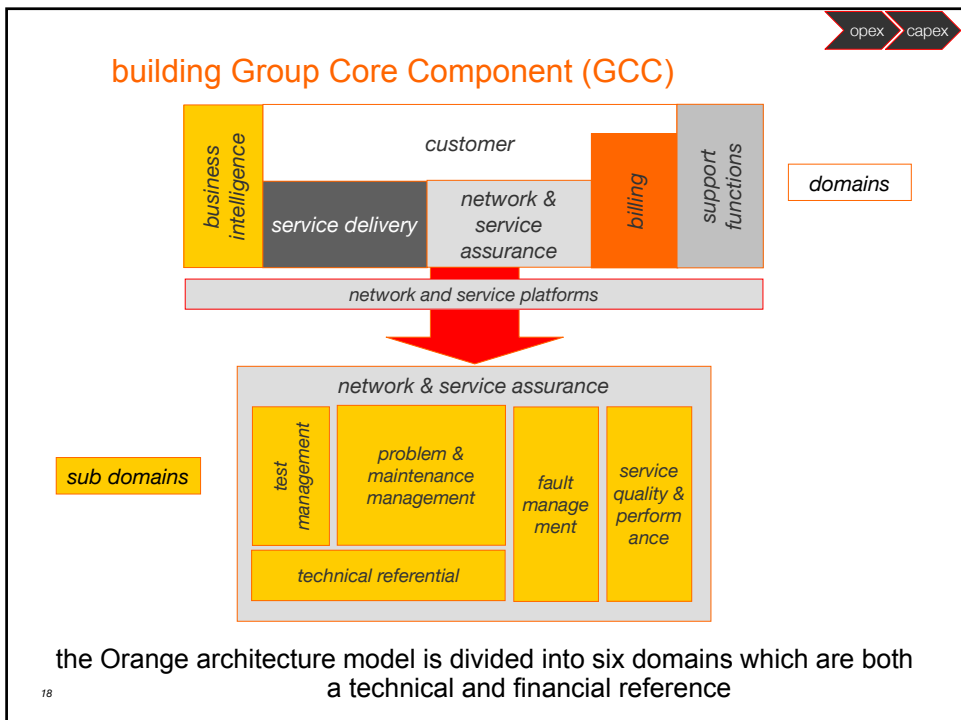 opex capex
building Group Core Component (GCC)
business
intelligence
customer
service delivery
network &
service
assurance
billing
support
functions
domains
network and service platforms
network & service assurance
sub domains
test
management
problem &
maintenance
management
fault
manage
ment
service
quality &
perform
ance
technical referential
the Orange architecture model is divided into six domains which are both
a technical and financial reference
18